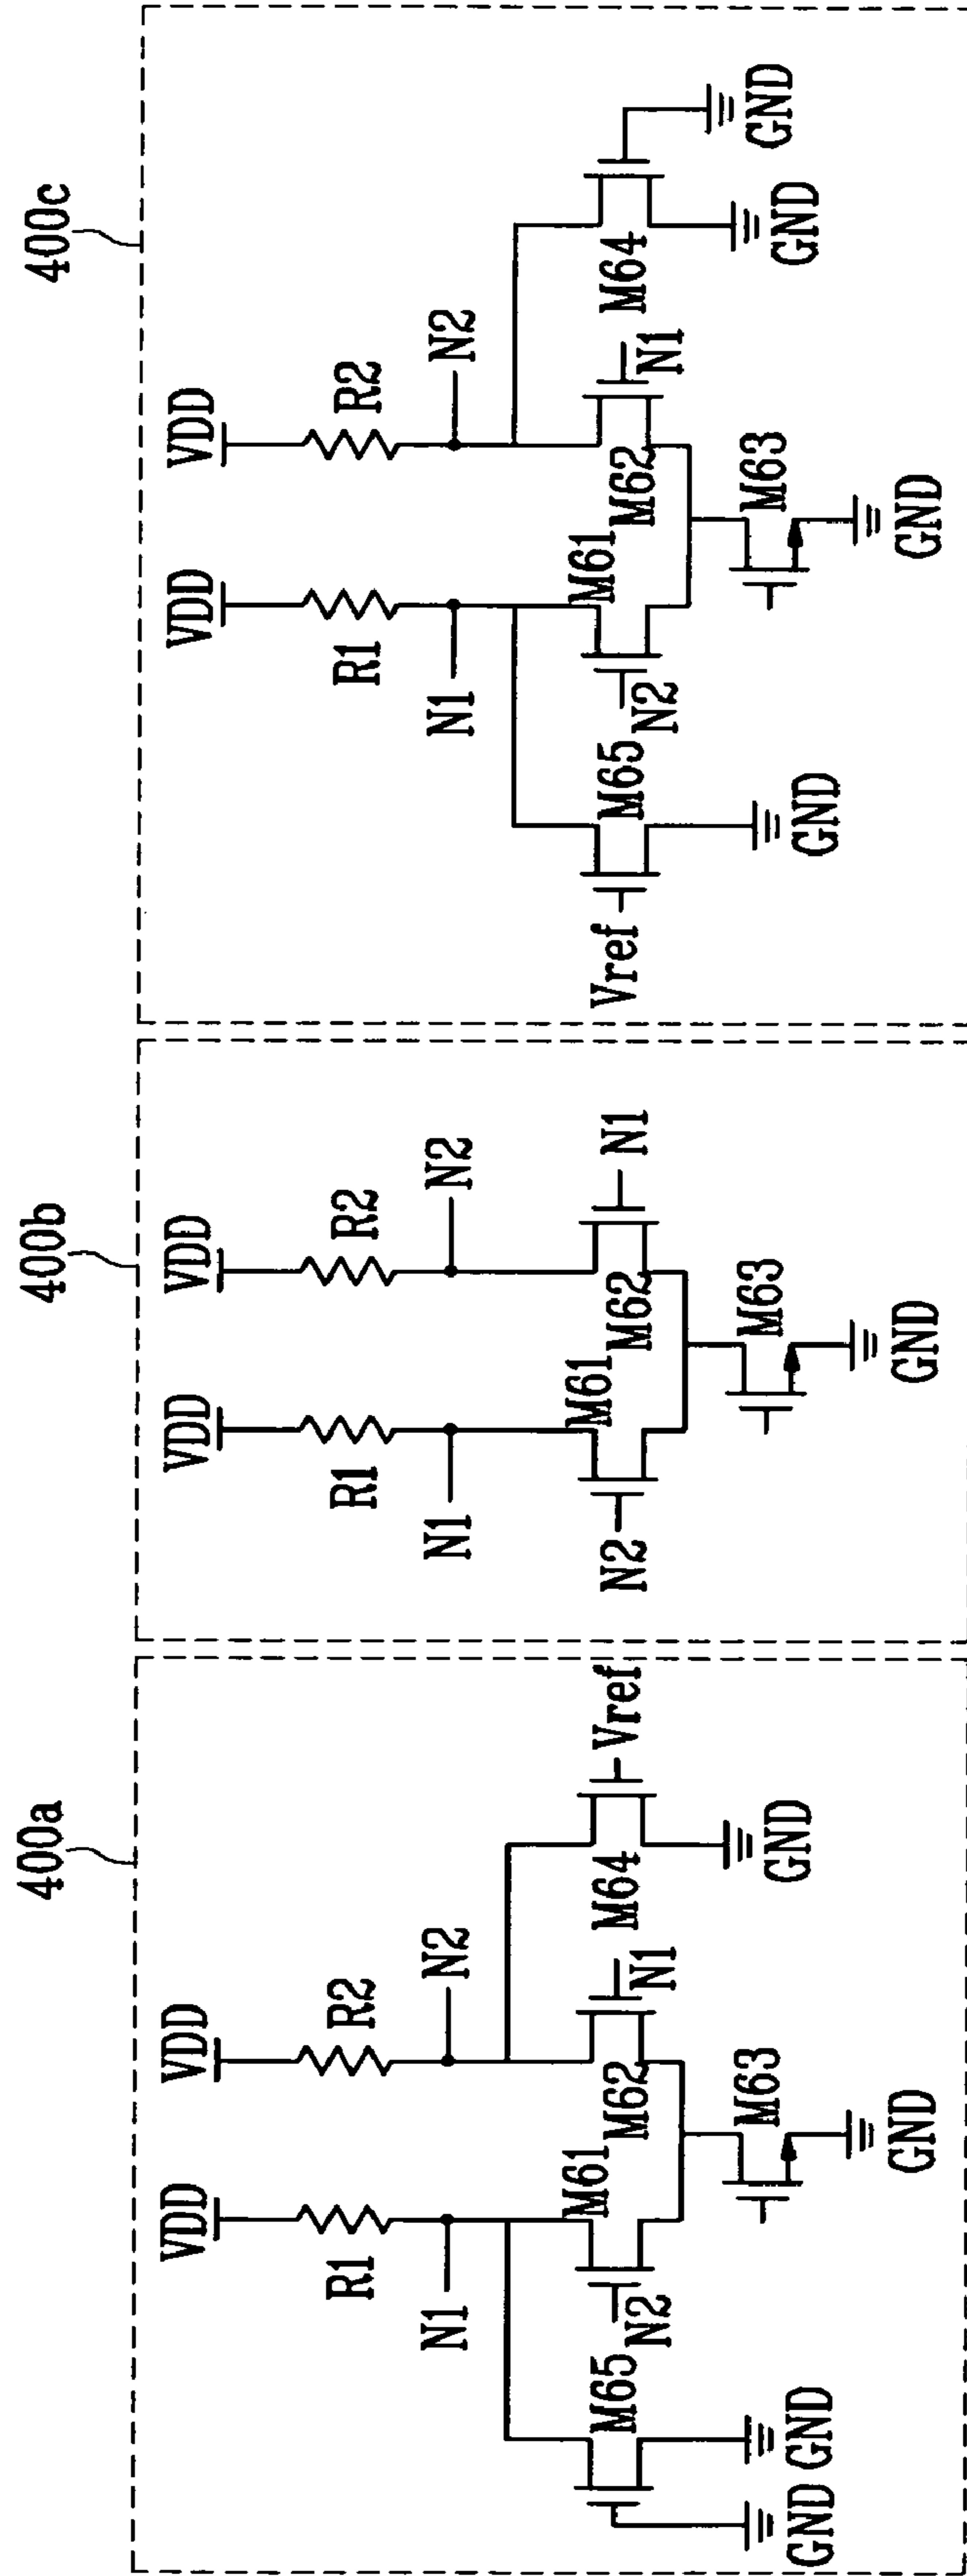 400a
VDD VDD
R1 R2
N1 N2
M65 N2 M61 M62 N1 M64 Vref
M63
GND GND GND GND
400b
VDD VDD
R1 R2
N1 N2
N2 M61 M62 N1
M63
GND
400c
VDD VDD
R1 R2
N1 N2
Vref M65 N2 M61 M62 N1 M64
M63
GND GND GND GND